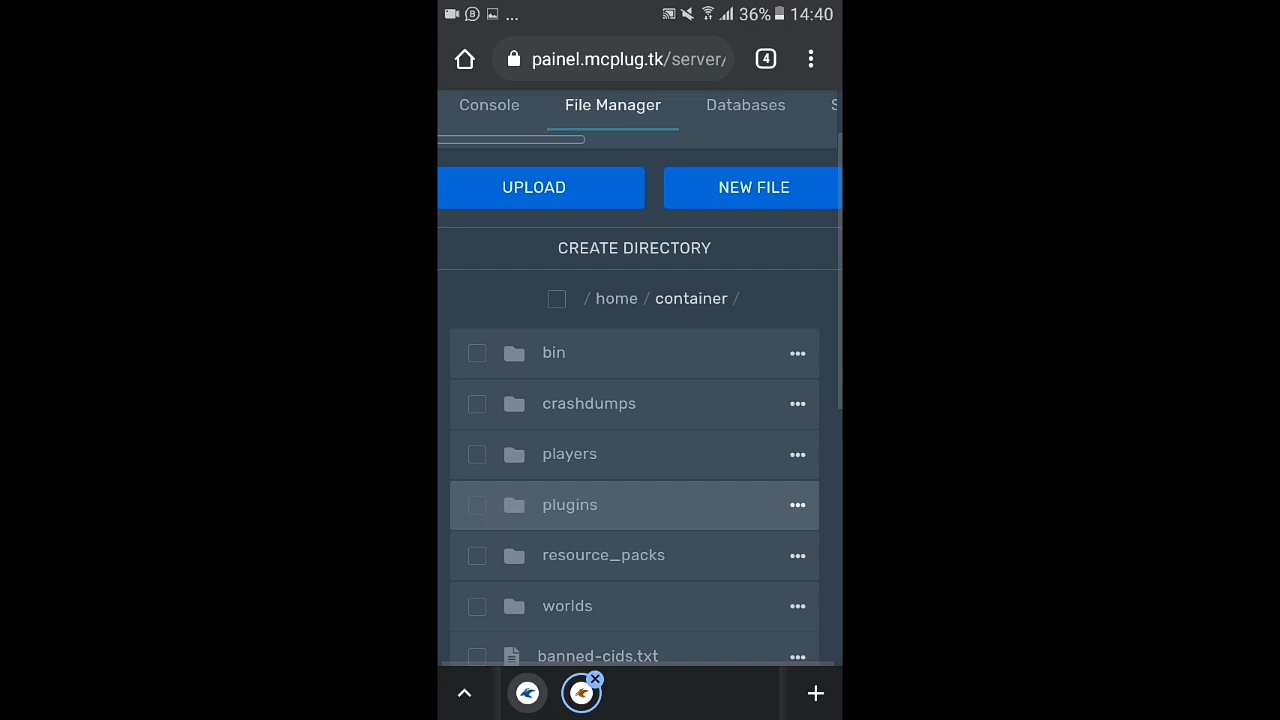 ... 36% 14:40
painel.mcplug.tk/server/ 4
Console File Manager Databases S
UPLOAD NEW FILE
CREATE DIRECTORY
/ home / container /
bin
crashdumps
players
plugins
resource_packs
worlds
banned-cids.txt